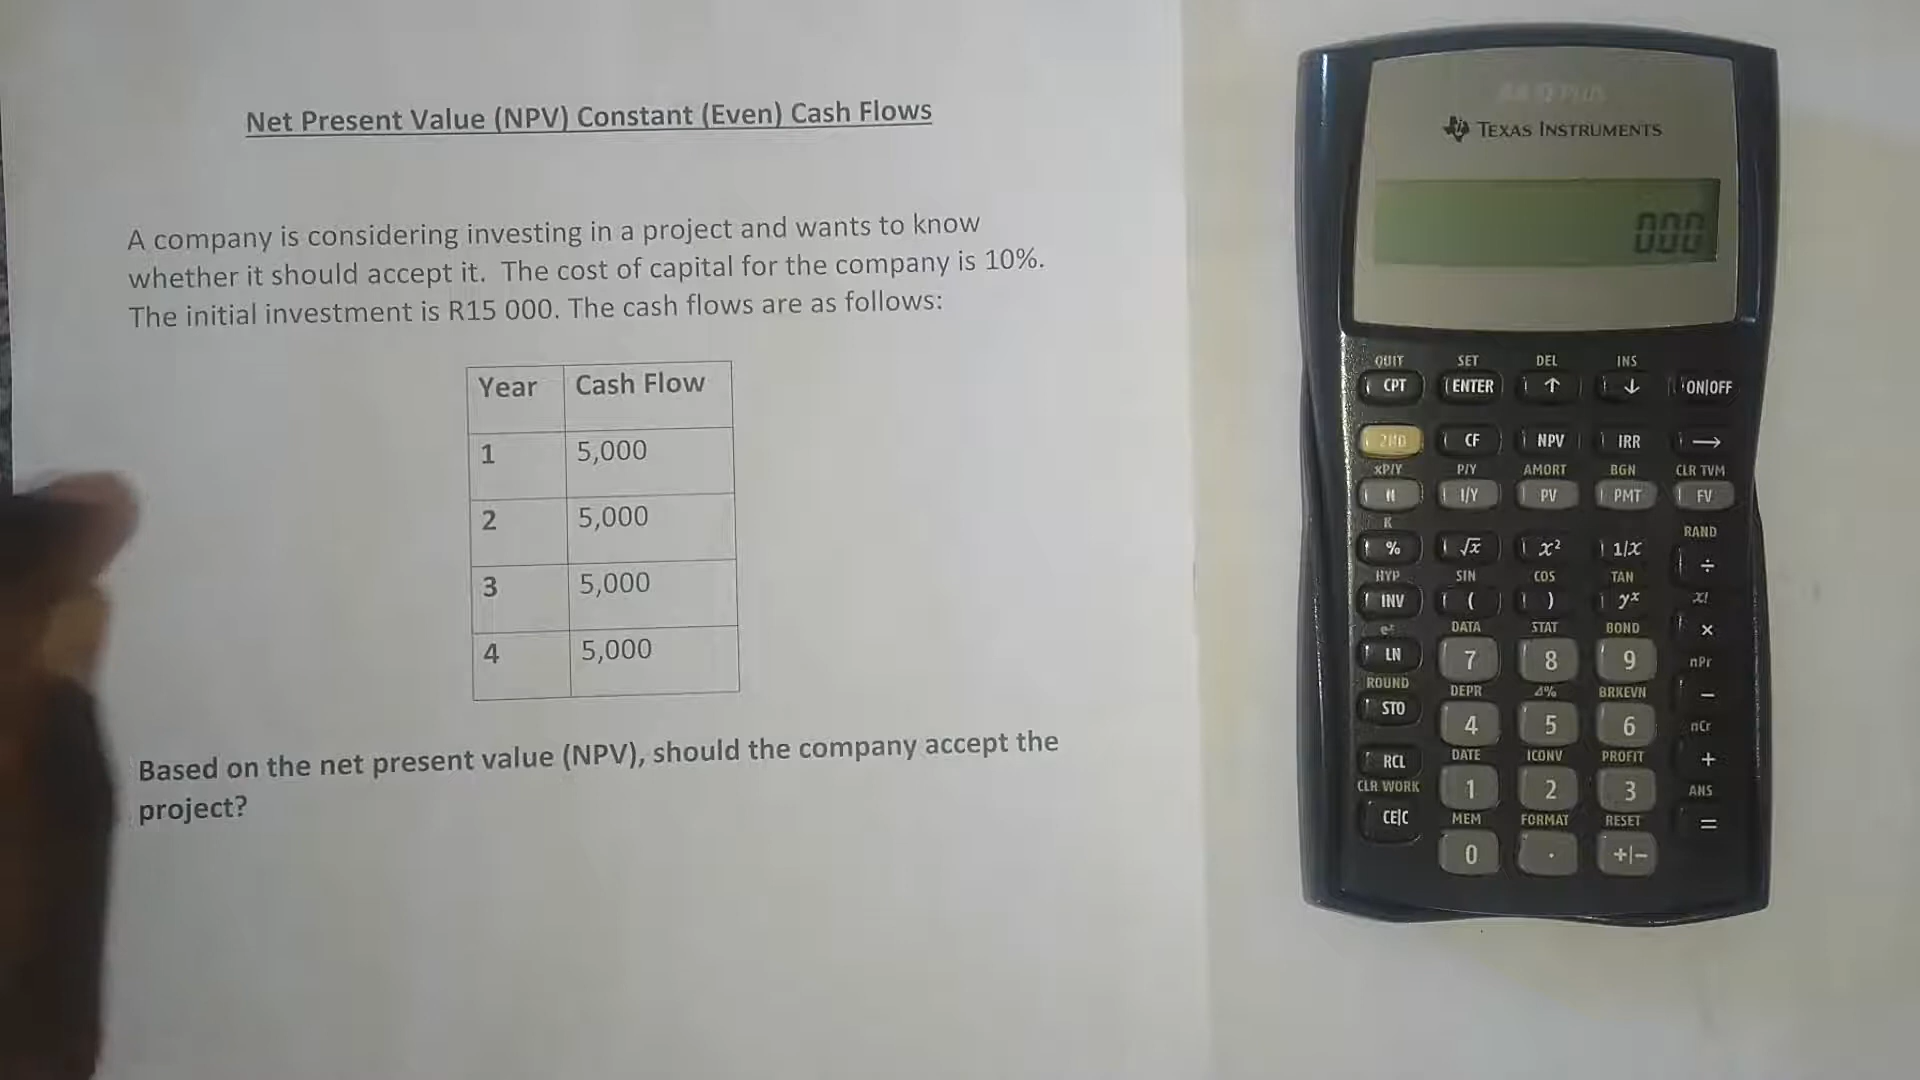 Net Present Value (NPV) Constant (Even) Cash Flows
A company is considering investing in a project and wants to know
whether it should accept it. The cost of capital for the company is 10%.
The initial investment is R15 000. The cash flows are as follows:
Year Cash Flow
1 5,000
2 5,000
3 5,000
4 5,000
Based on the net present value (NPV), should the company accept the
project?
TEXAS INSTRUMENTS
000
QUIT SET DEL INS
CPT ENTER ↑ ↓ ON|OFF
2ND CF NPV IRR →
xP/Y P/Y AMORT BGN CLR TVM
N I/Y PV PMT FV
K RAND
% √x x² 1/x ÷
HYP SIN COS TAN x!
INV ( ) yˣ ×
eˣ DATA STAT BOND nPr
LN 7 8 9 −
ROUND DEPR Δ% BRKEVN nCr
STO 4 5 6 +
DATE ICONV PROFIT ANS
RCL 1 2 3 =
CLR WORK MEM FORMAT RESET
CE|C 0 . +|−